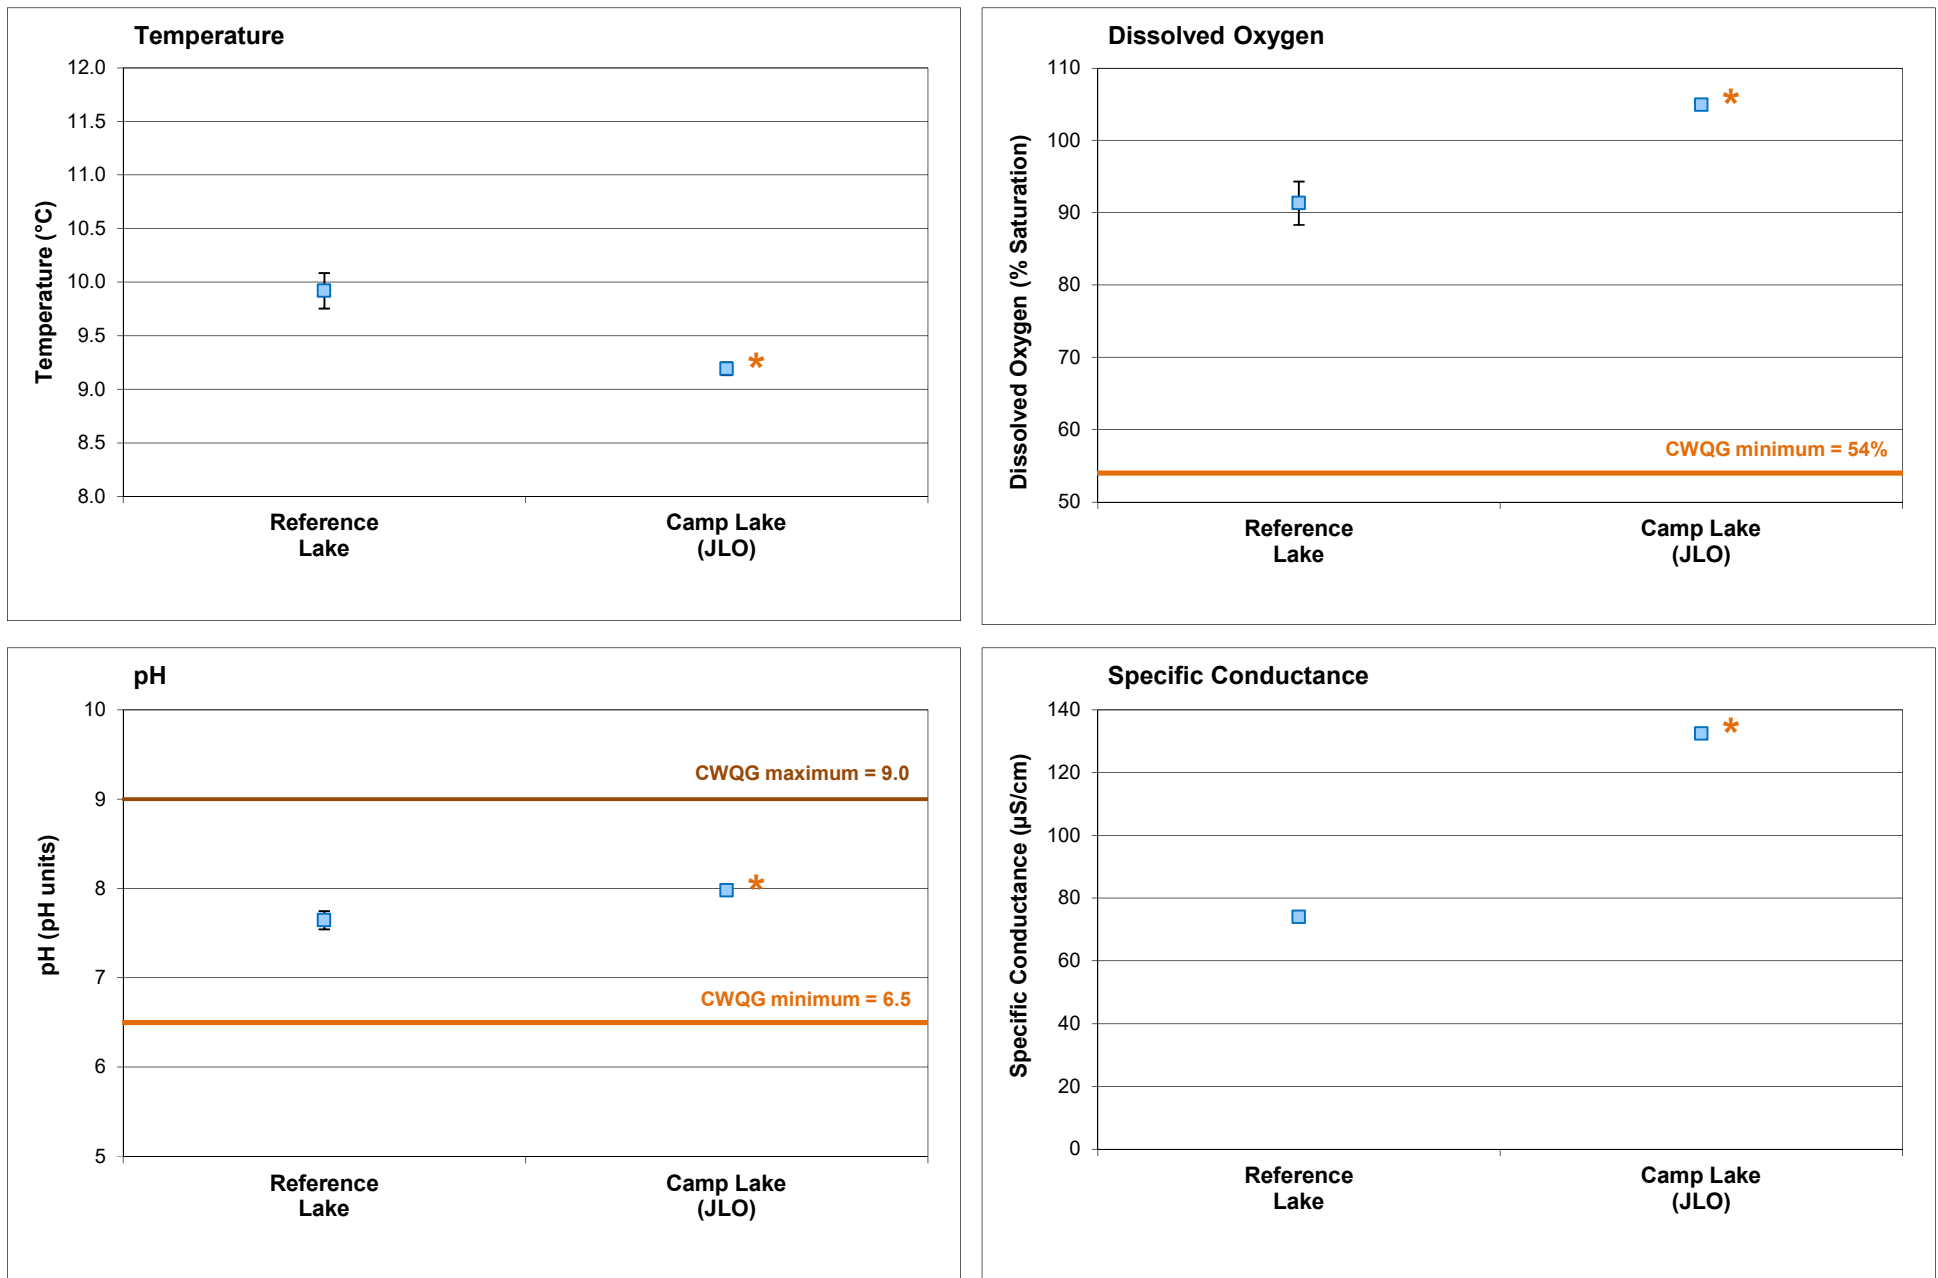 Temperature
12.0
11.5
11.0
10.5
10.0
9.5
9.0
8.5
8.0
Temperature (°C)
*
Reference
Lake
Camp Lake
(JLO)
Dissolved Oxygen
110
100
90
80
70
60
50
Dissolved Oxygen (% Saturation)
*
CWQG minimum = 54%
Reference
Lake
Camp Lake
(JLO)
pH
10
9
8
7
6
5
pH (pH units)
CWQG maximum = 9.0
*
CWQG minimum = 6.5
Reference
Lake
Camp Lake
(JLO)
Specific Conductance
140
120
100
80
60
40
20
0
Specific Conductance (µS/cm)
*
Reference
Lake
Camp Lake
(JLO)